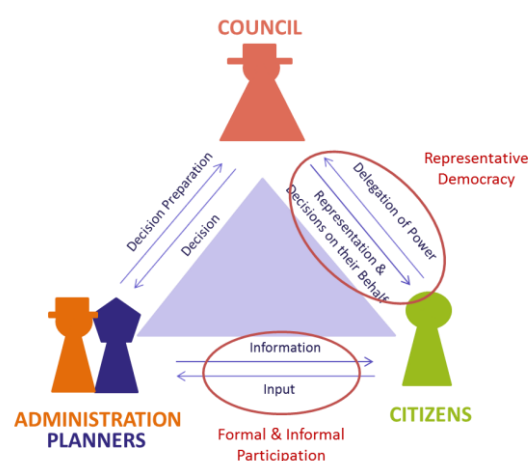 COUNCIL
Representative
Democracy
Decision Preparation
Decision
Delegation of Power
Representation &
Decisions on their Behalf
Information
Input
ADMINISTRATION
PLANNERS
CITIZENS
Formal & Informal
Participation